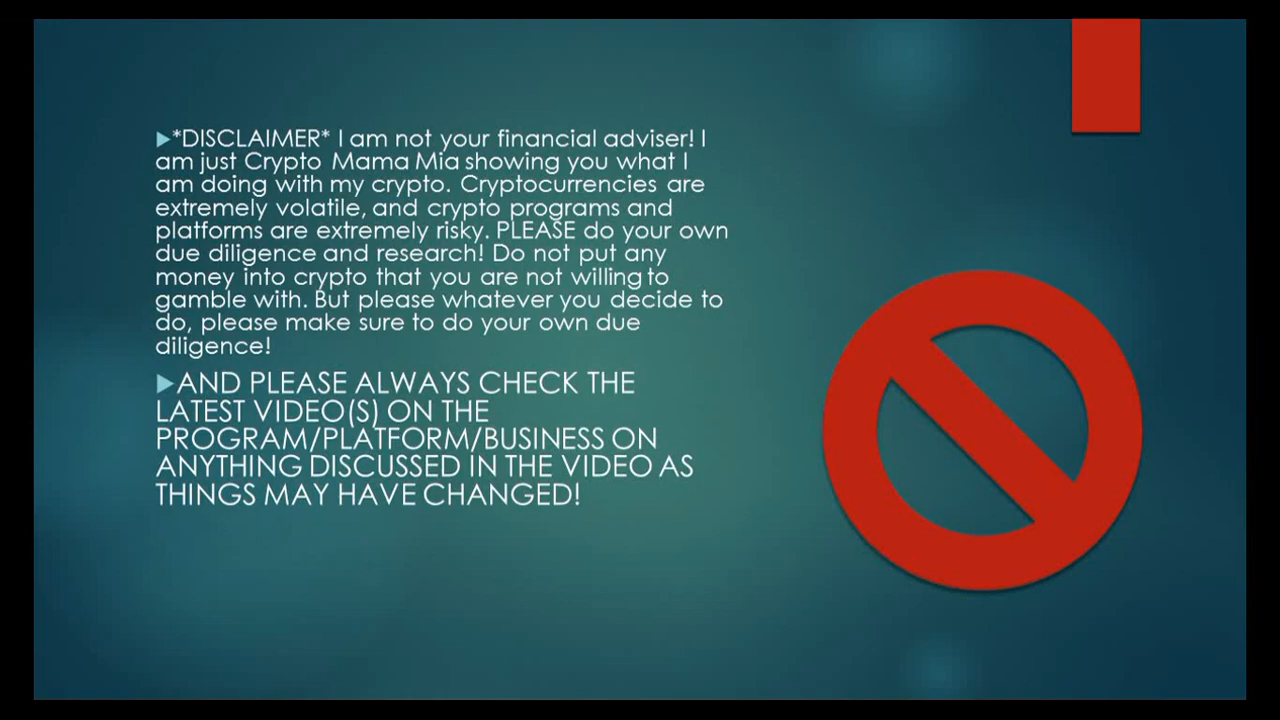 *DISCLAIMER* I am not your financial adviser! I
am just Crypto Mama Mia showing you what I
am doing with my crypto. Cryptocurrencies are
extremely volatile, and crypto programs and
platforms are extremely risky. PLEASE do your own
due diligence and research! Do not put any
money into crypto that you are not willing to
gamble with. But please whatever you decide to
do, please make sure to do your own due
diligence!
AND PLEASE ALWAYS CHECK THE
LATEST VIDEO(S) ON THE
PROGRAM/PLATFORM/BUSINESS ON
ANYTHING DISCUSSED IN THE VIDEO AS
THINGS MAY HAVE CHANGED!